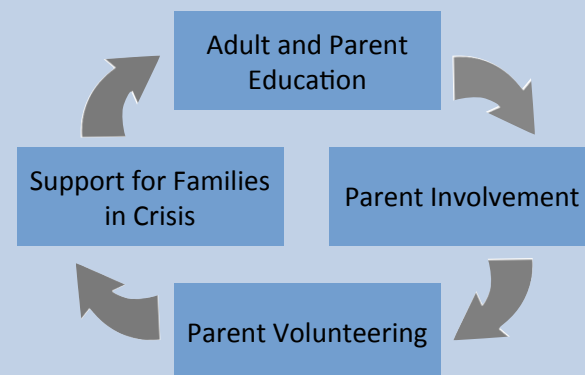 Adult and Parent
Education
Support for Families
in Crisis
Parent Involvement
Parent Volunteering